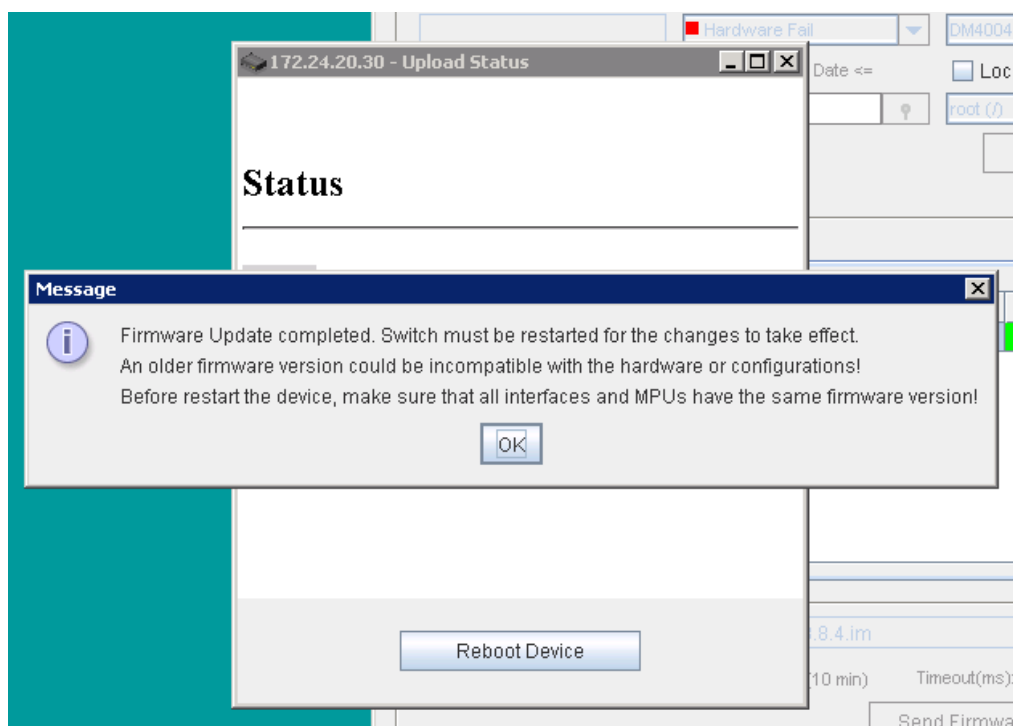 Hardware Fail
DM4004
172.24.20.30 - Upload Status
Date <=
Loc
root (/)
Status
Message
Firmware Update completed. Switch must be restarted for the changes to take effect.
An older firmware version could be incompatible with the hardware or configurations!
Before restart the device, make sure that all interfaces and MPUs have the same firmware version!
OK
.8.4.im
Reboot Device
(10 min)
Timeout(ms):
Send Firmwa